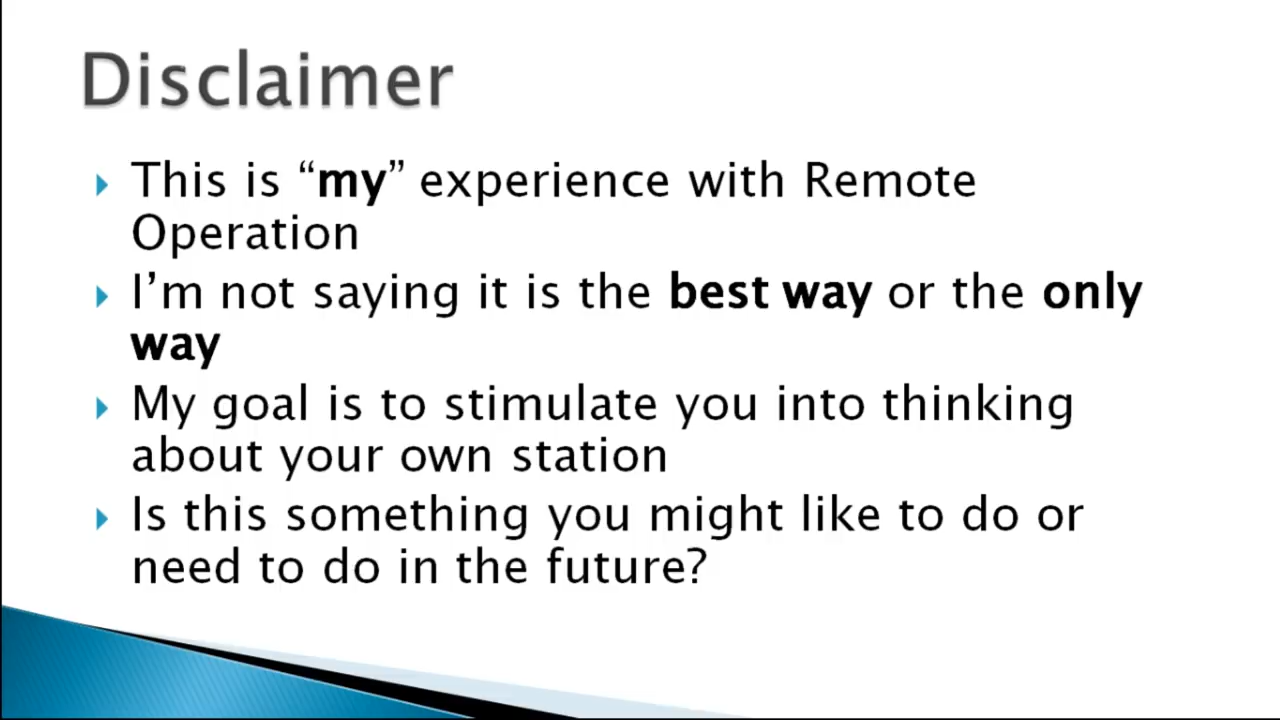 Disclaimer
This is “my” experience with Remote
Operation
I’m not saying it is the best way or the only
way
My goal is to stimulate you into thinking
about your own station
Is this something you might like to do or
need to do in the future?